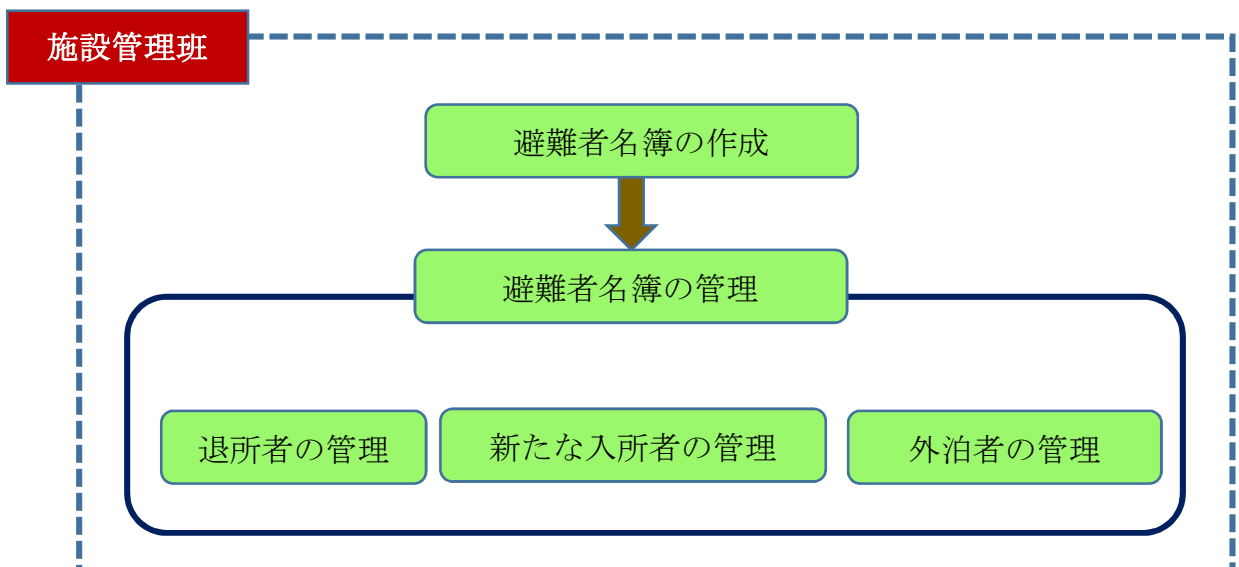 施設管理班
避難者名簿の作成
避難者名簿の管理
退所者の管理
新たな入所者の管理
外泊者の管理